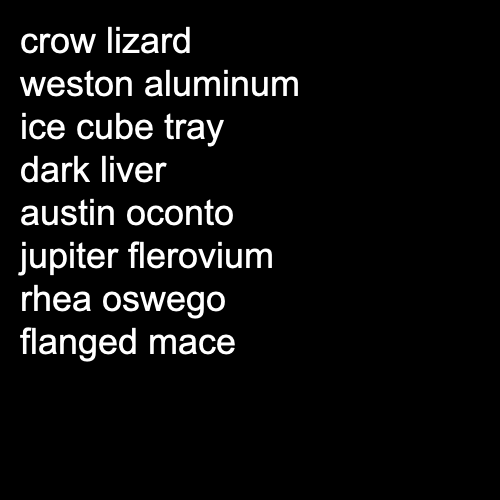 crow lizard
weston aluminum
ice cube tray
dark liver
austin oconto
jupiter flerovium
rhea oswego
flanged mace